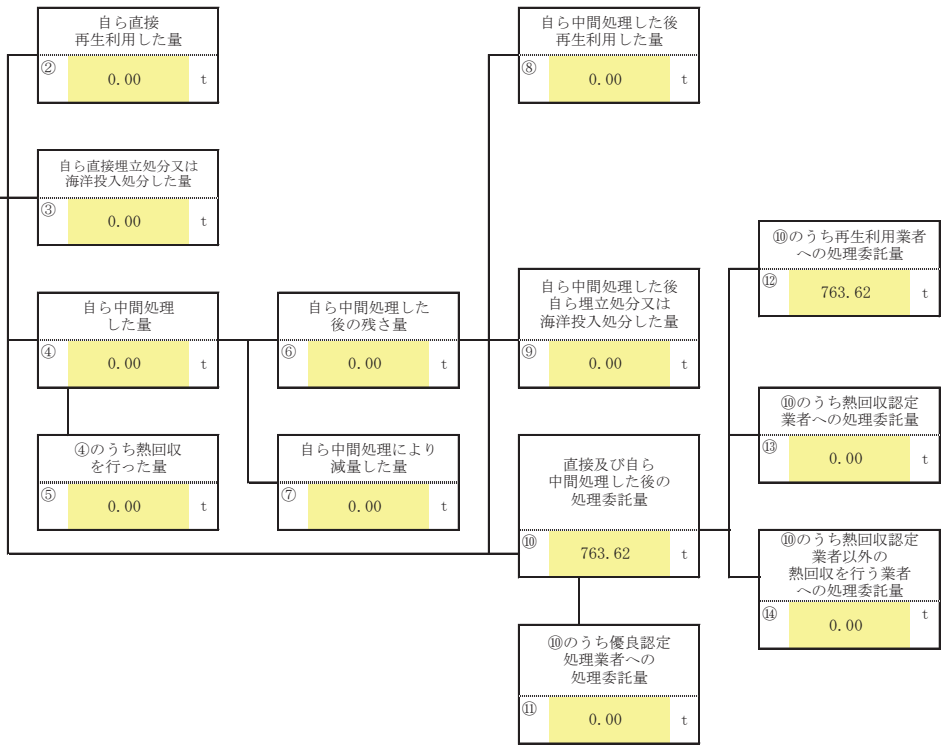 自ら直接
再生利用した量
② 0.00 t
自ら直接埋立処分又は
海洋投入処分した量
③ 0.00 t
自ら中間処理
した量
④ 0.00 t
④のうち熱回収
を行った量
⑤ 0.00 t
自ら中間処理した
後の残さ量
⑥ 0.00 t
自ら中間処理により
減量した量
⑦ 0.00 t
自ら中間処理した後
再生利用した量
⑧ 0.00 t
自ら中間処理した後
自ら埋立処分又は
海洋投入処分した量
⑨ 0.00 t
直接及び自ら
中間処理した後の
処理委託量
⑩ 763.62 t
⑩のうち優良認定
処理業者への
処理委託量
⑪ 0.00 t
⑩のうち再生利用業者
への処理委託量
⑫ 763.62 t
⑩のうち熱回収認定
業者への処理委託量
⑬ 0.00 t
⑩のうち熱回収認定
業者以外の
熱回収を行う業者
への処理委託量
⑭ 0.00 t